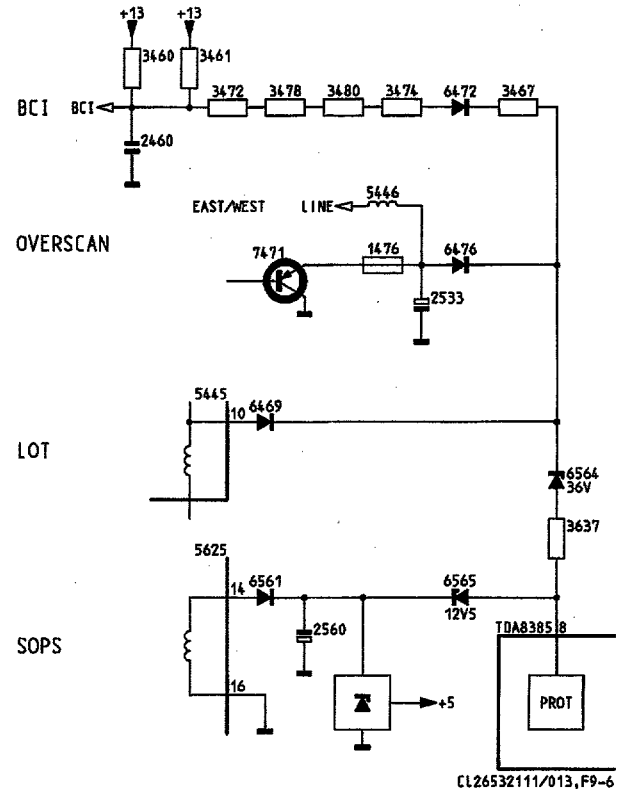 +13 +13
3460 3461
3472 3478 3480 3474 6472 3467
BCI BCI
2460
5446
EAST/WEST LINE
OVERSCAN
7471 1476 6476
2533
5445
10 6469
LOT
6564
36V
3637
5625
14 6561 6565
12V5
2560
TDA8385 8
SOPS
16
+5 PROT
CL26532111/013,F9-6